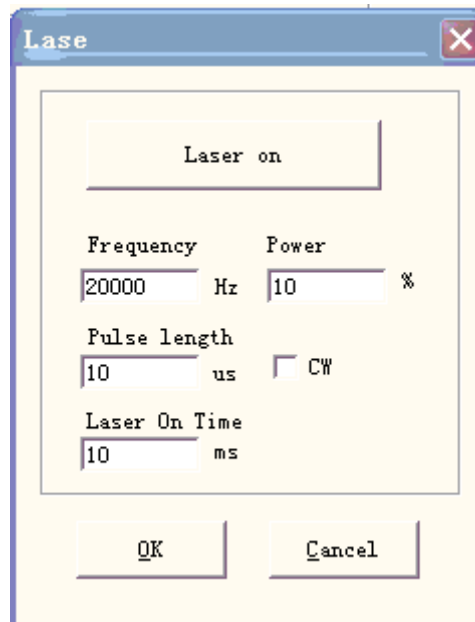 Lase
Laser on
Frequency Power
20000 Hz 10 %
Pulse length
10 us CW
Laser On Time
10 ms
OK Cancel